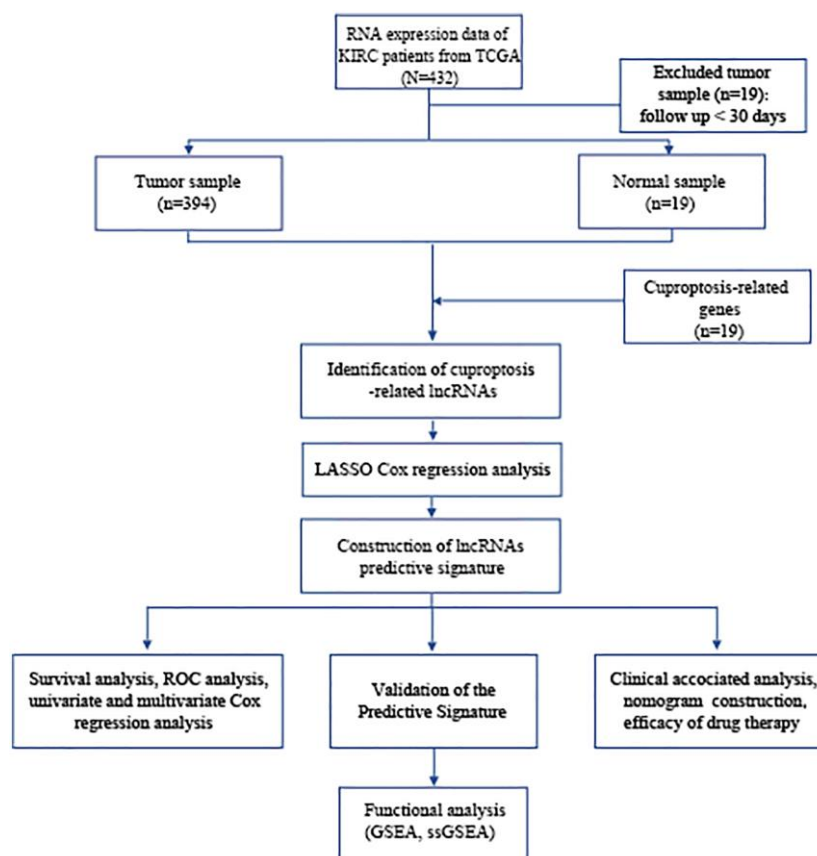 RNA expression data of
KIRC patients from TCGA
(N=432)
Excluded tumor
sample (n=19):
follow up < 30 days
Tumor sample
(n=394)
Normal sample
(n=19)
Cuproptosis-related
genes
(n=19)
Identification of cuproptosis
-related lncRNAs
LASSO Cox regression analysis
Construction of lncRNAs
predictive signature
Survival analysis, ROC analysis,
univariate and multivariate Cox
regression analysis
Validation of the
Predictive Signature
Clinical accociated analysis,
nomogram construction,
efficacy of drug therapy
Functional analysis
(GSEA, ssGSEA)